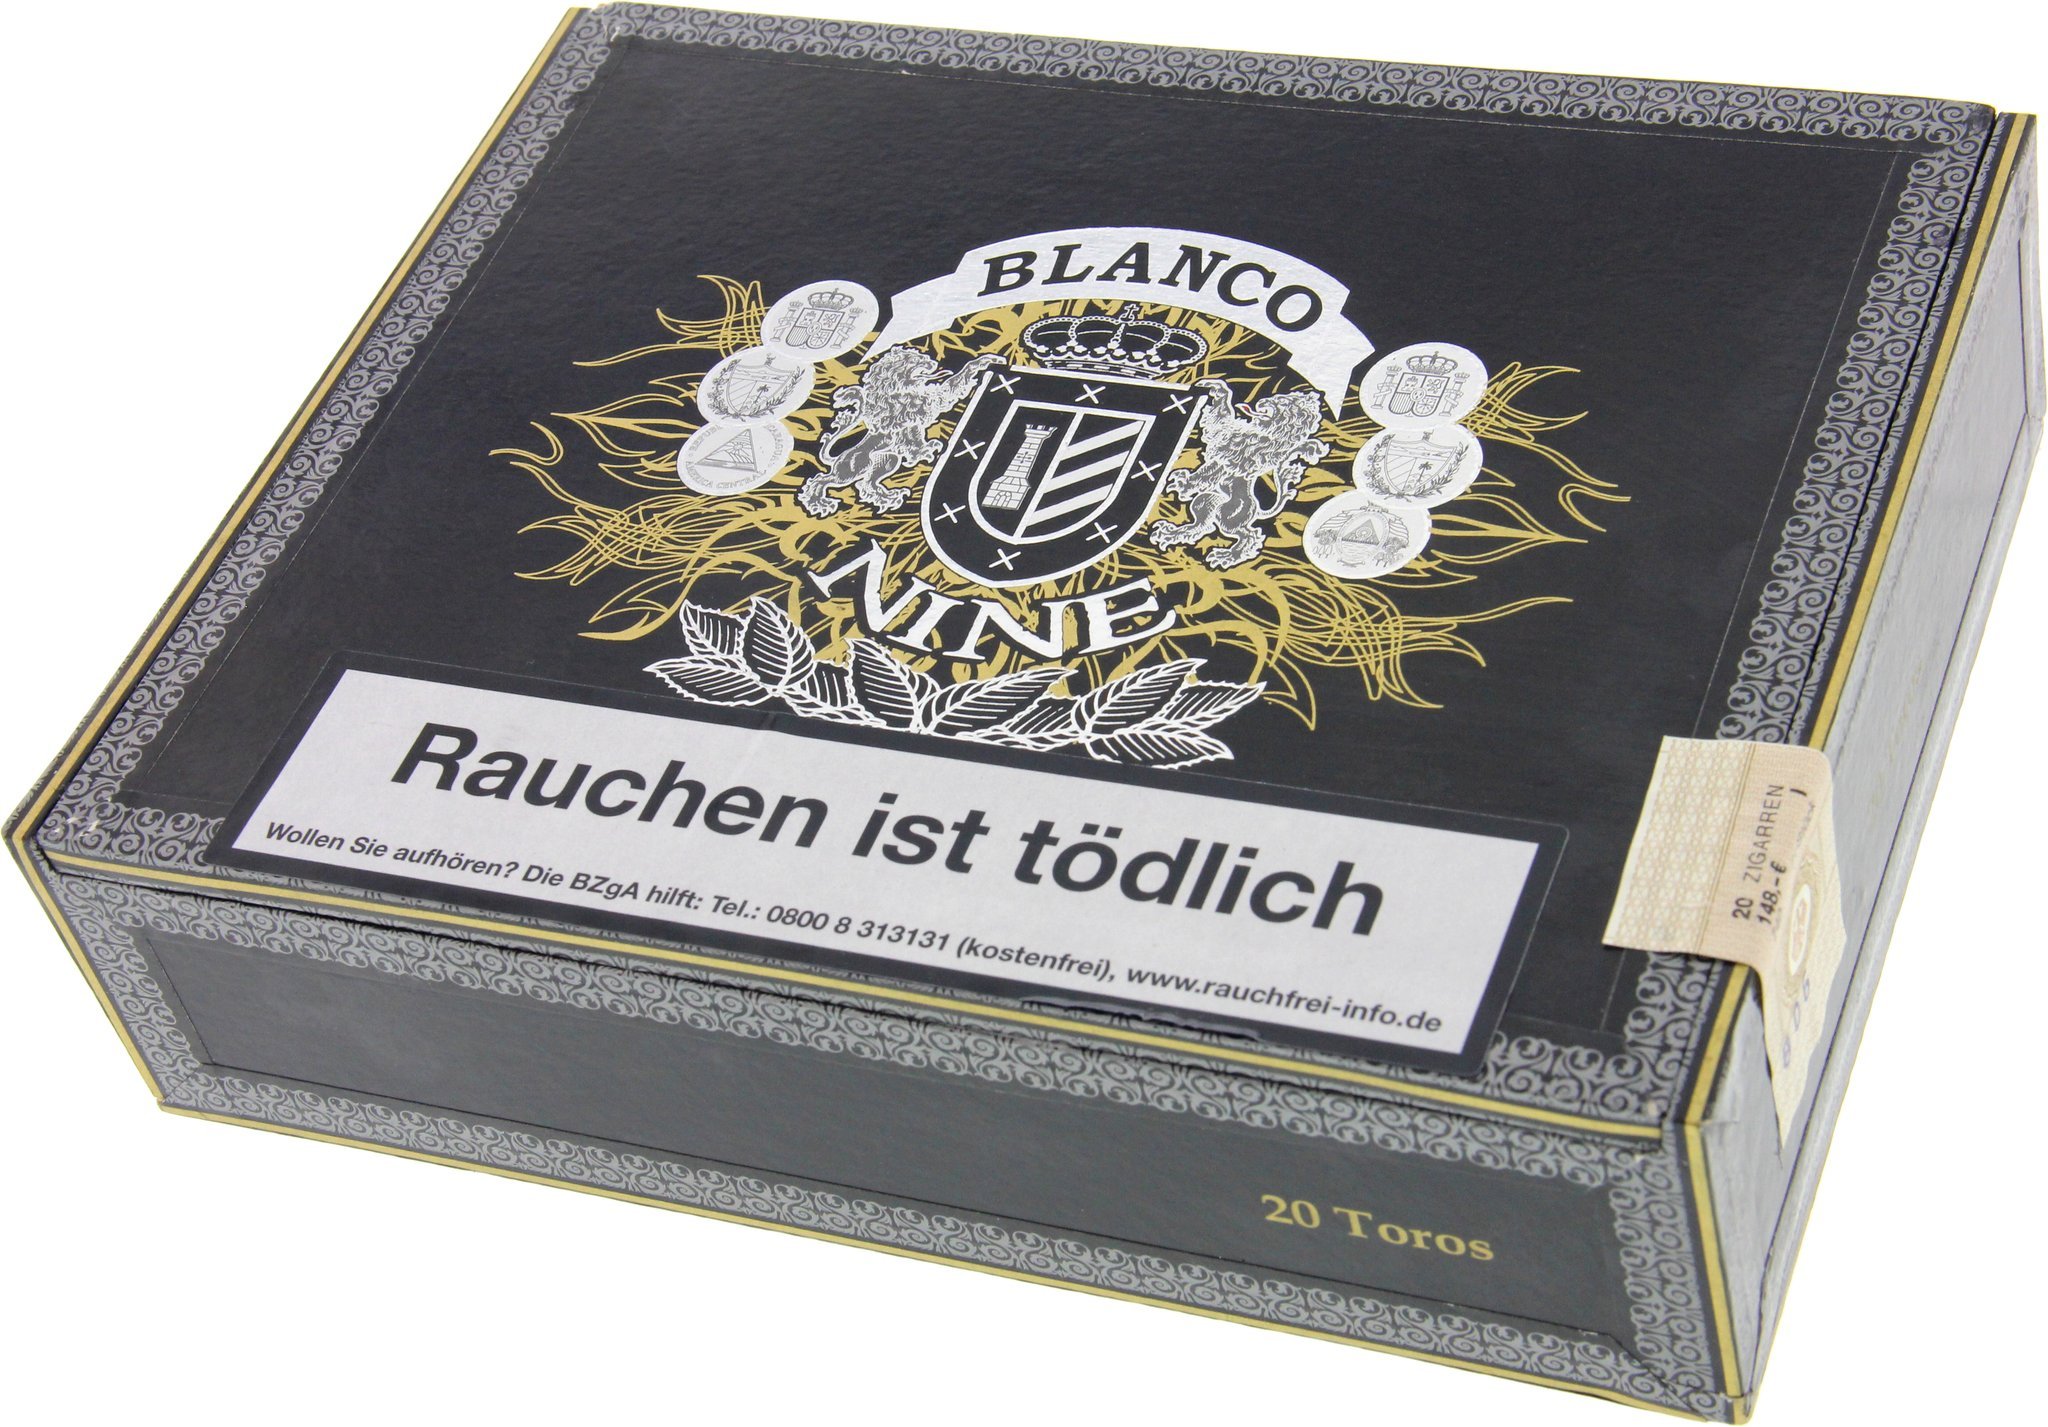 BLANCO
NINE
Rauchen ist tödlich
Wollen Sie aufhören? Die BZgA hilft: Tel.: 0800 8 313131 (kostenfrei), www.rauchfrei-info.de
20 ZIGARREN
148.-€
20 Toros